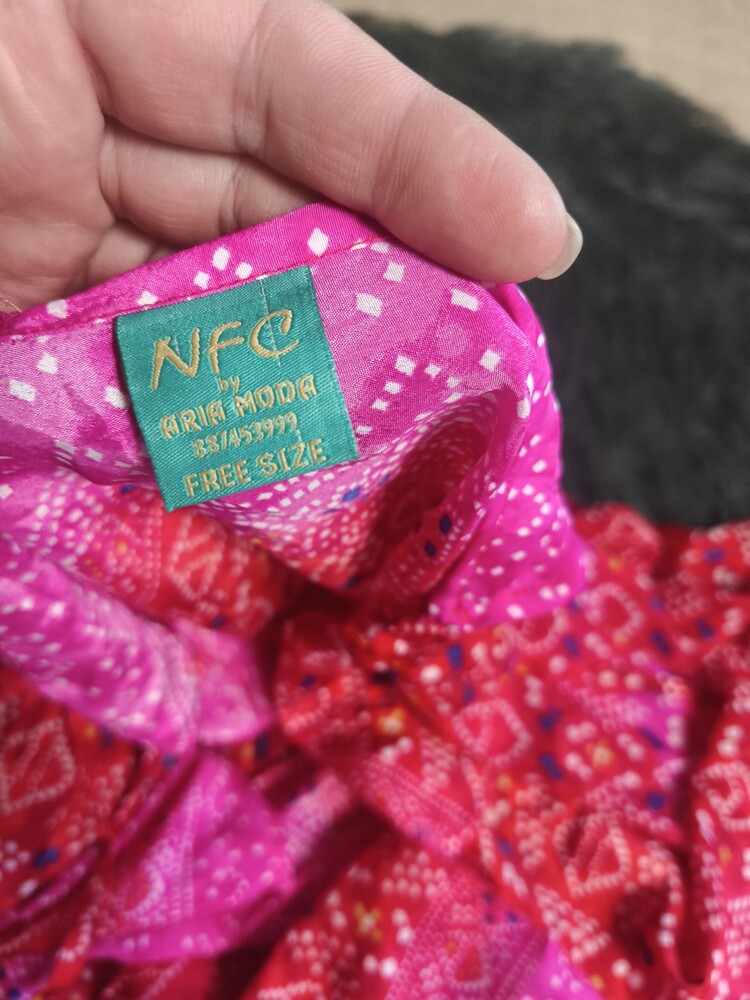 NFC
by
ARIA MODA
88/453999
FREE SIZE